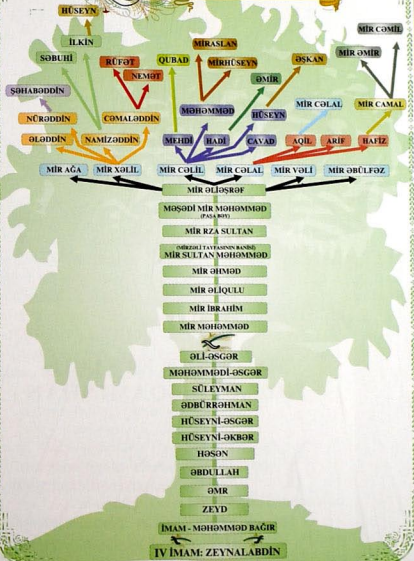 HÜSEYN
MİR CƏMİL
İLKİN
MİRASLAN
MİR ƏMİR
SƏBUHİ
RÜFƏT
QUBAD
MİRHÜSEYN
ƏŞKAN
NEMƏT
ƏMİR
ŞƏHABƏDDİN
MƏHƏMMƏD
MİR CƏLAL
MİR CAMAL
NÜRƏDDİN
CƏMALƏDDİN
HÜSEYN
ƏLƏDDİN
NAMİZƏDDİN
MEHDİ
HADİ
CAVAD
AQİL
ARİF
HAFİZ
MİR AĞA
MİR XƏLİL
MİR CƏLİL
MİR CƏLAL
MİR VƏLİ
MİR ƏBÜLFƏZ
MİR ƏLİƏŞRƏF
MƏŞƏDİ MİR MƏHƏMMƏD
(PAŞA BƏY)
MİR RZA SULTAN
(MİRZƏLİ TAYFASININ BANİSİ)
MİR SULTAN MƏHƏMMƏD
MİR ƏHMƏD
MİR ƏLİQULU
MİR İBRAHİM
MİR MƏHƏMMƏD
ƏLİ-ƏSGƏR
MƏHƏMMƏDİ-ƏSGƏR
SÜLEYMAN
ƏDBÜRRƏHMAN
HÜSEYNİ-ƏSGƏR
HÜSEYNİ-ƏKBƏR
HƏSƏN
ƏBDULLAH
ƏMR
ZEYD
İMAM - MƏHƏMMƏD BAĞIR
IV İMAM: ZEYNALABDİN